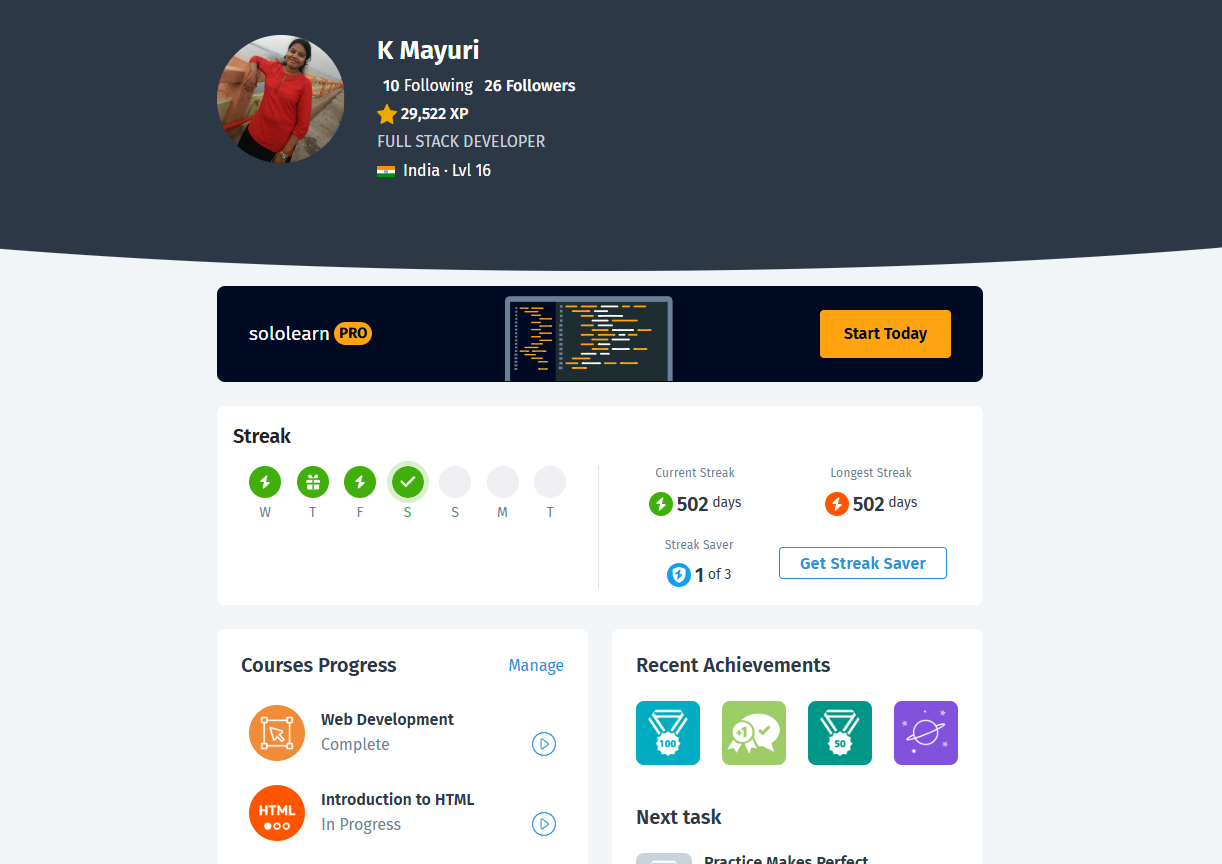 K Mayuri
10 Following 26 Followers
29,522 XP
FULL STACK DEVELOPER
India · Lvl 16
sololearn PRO
Start Today
Streak
W T F S S M T
Current Streak
502 days
Longest Streak
502 days
Streak Saver
1 of 3
Get Streak Saver
Courses Progress
Manage
Web Development
Complete
HTML
Introduction to HTML
In Progress
Recent Achievements
100
+1
50
Next task
Practice Makes Perfect